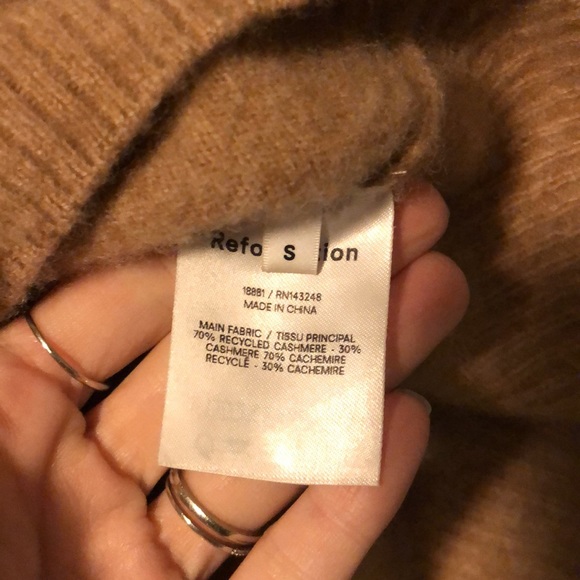 Refo S ion
18881 / RN143248
MADE IN CHINA
MAIN FABRIC / TISSU PRINCIPAL
70% RECYCLED CASHMERE - 30%
CASHMERE 70% CACHEMIRE
RECYCLÉ - 30% CACHEMIRE